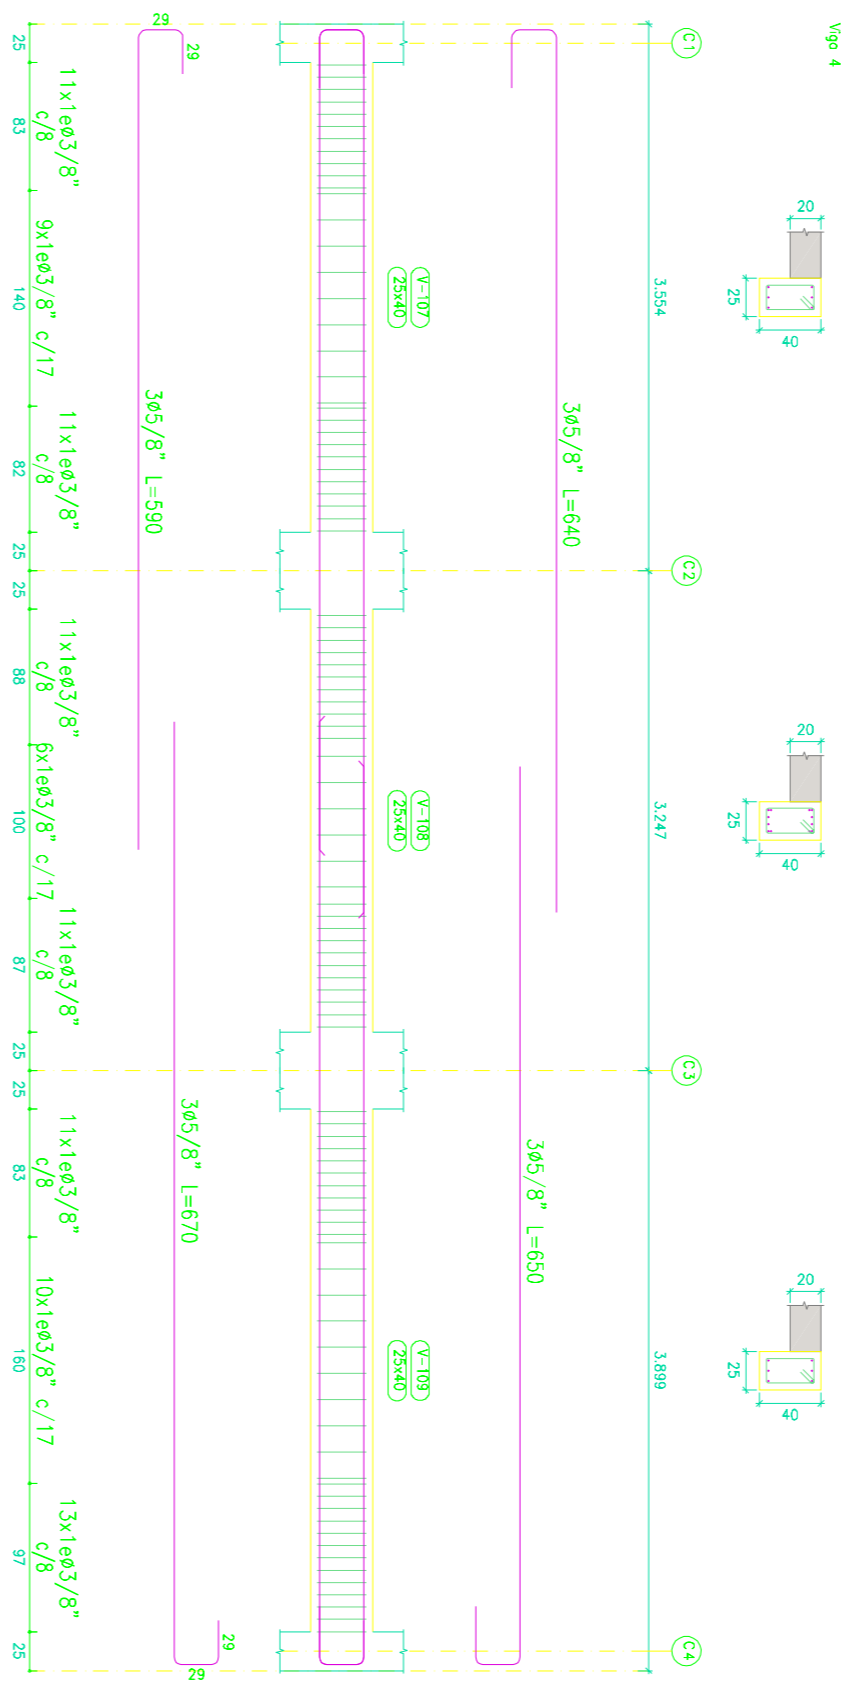 Viga 4
20
25
40
20
25
40
20
25
40
C1
C2
C3
C4
3.554
3.247
3.899
3ø5/8" L=640
3ø5/8" L=650
V-107
25x40
V-108
25x40
V-109
25x40
29
29
3ø5/8" L=590
3ø5/8" L=670
29
29
11x1eø3/8"
c/8
9x1eø3/8" c/17
11x1eø3/8"
c/8
11x1eø3/8"
c/8
6x1eø3/8" c/17
11x1eø3/8"
c/8
11x1eø3/8"
c/8
10x1eø3/8" c/17
13x1eø3/8"
c/8
25 83 140 82 25 25 88 100 87 25 25 83 160 97 25